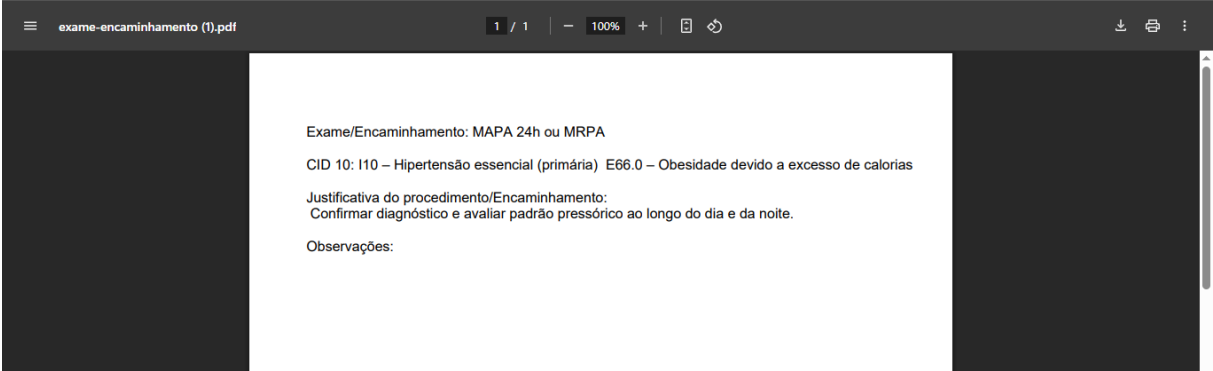 exame-encaminhamento (1).pdf
1 / 1
100%
Exame/Encaminhamento: MAPA 24h ou MRPA
CID 10: I10 – Hipertensão essencial (primária)  E66.0 – Obesidade devido a excesso de calorias
Justificativa do procedimento/Encaminhamento:
Confirmar diagnóstico e avaliar padrão pressórico ao longo do dia e da noite.
Observações: